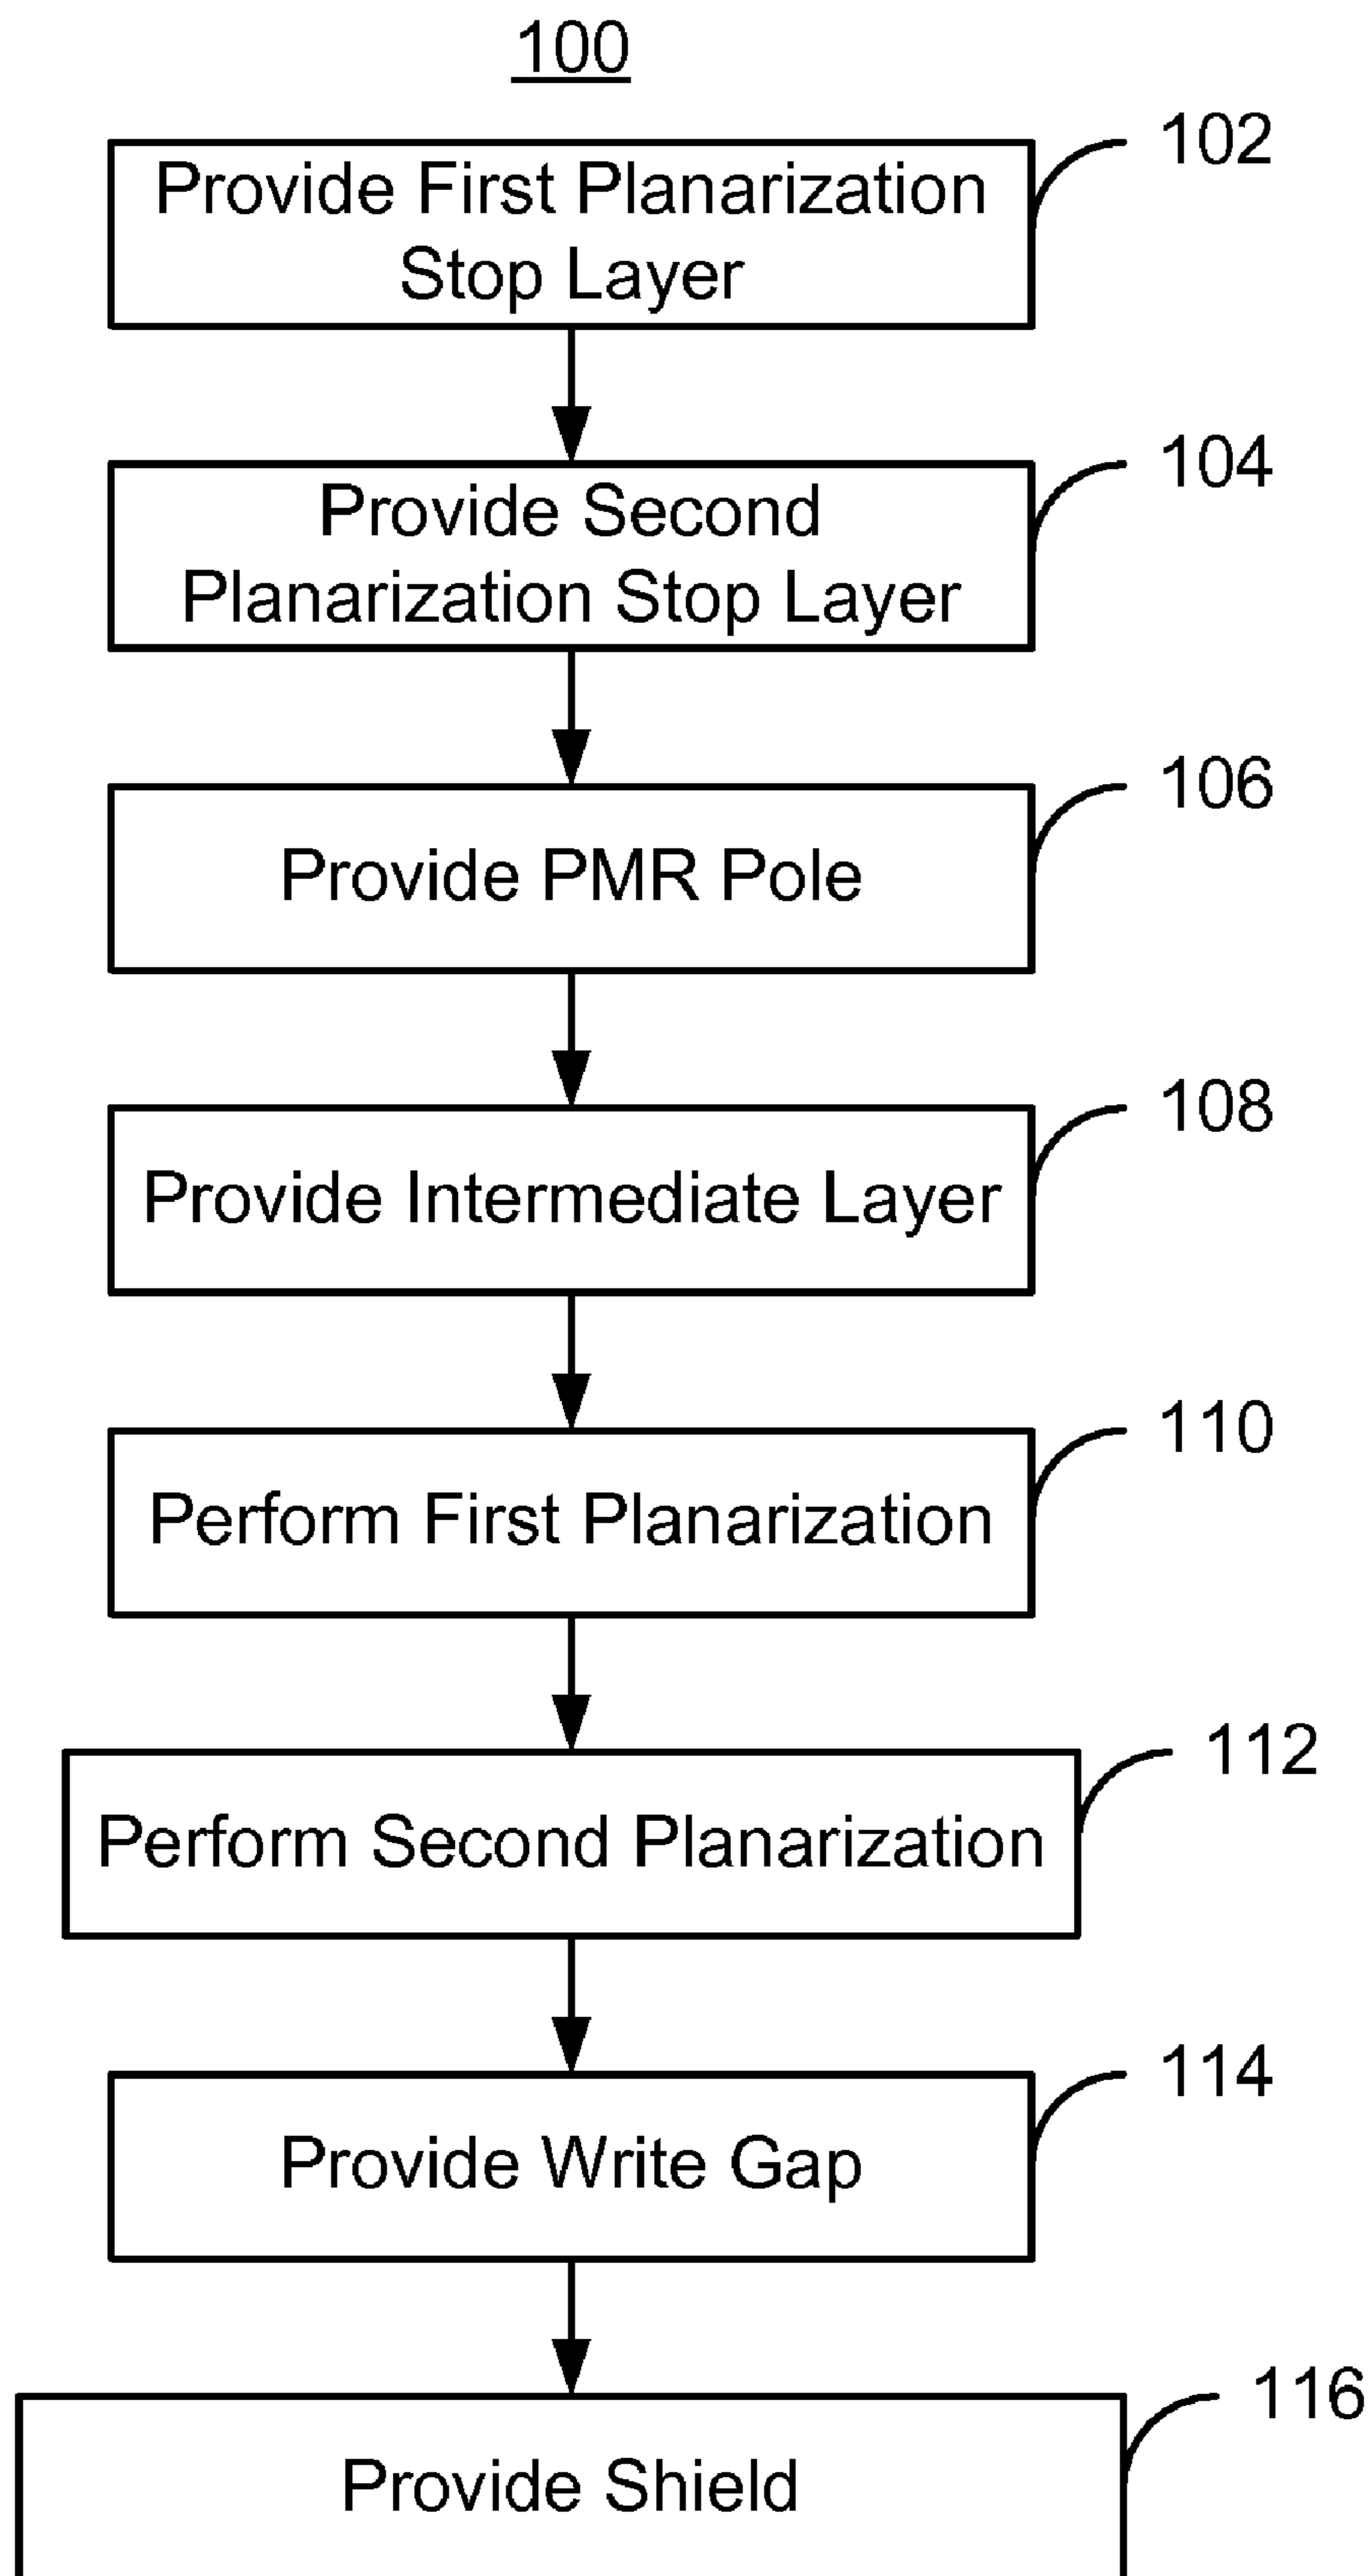 100
102
Provide First Planarization
Stop Layer
104
Provide Second
Planarization Stop Layer
106
Provide PMR Pole
108
Provide Intermediate Layer
110
Perform First Planarization
112
Perform Second Planarization
114
Provide Write Gap
116
Provide Shield